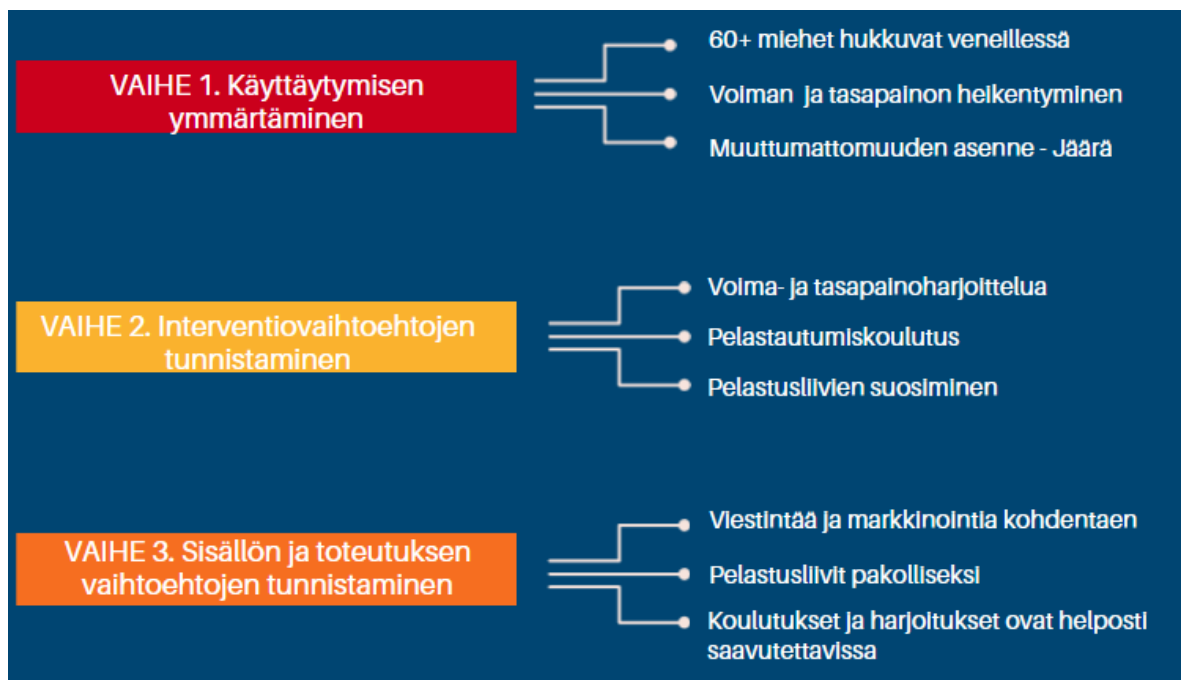 60+ miehet hukkuvat veneillessä
VAIHE 1. Käyttäytymisen
ymmärtäminen
Voiman ja tasapainon heikentyminen
Muuttumattomuuden asenne - Jäärä
Voima- ja tasapainoharjoittelua
VAIHE 2. Interventiovaihtoehtojen
tunnistaminen
Pelastautumiskoulutus
Pelastusliivien suosiminen
Viestintää ja markkinointia kohdentaen
VAIHE 3. Sisällön ja toteutuksen
vaihtoehtojen tunnistaminen
Pelastusliivit pakolliseksi
Koulutukset ja harjoitukset ovat helposti
saavutettavissa